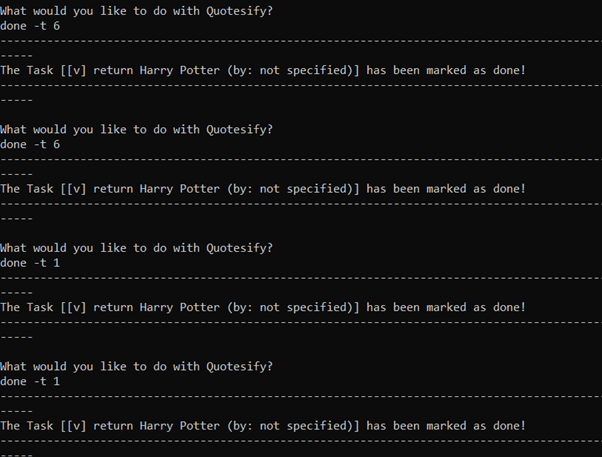 What would you like to do with Quotesify?
done -t 6
------------------------------------------------------------------------------------------
-----
The Task [[v] return Harry Potter (by: not specified)] has been marked as done!
------------------------------------------------------------------------------------------
-----
What would you like to do with Quotesify?
done -t 6
------------------------------------------------------------------------------------------
-----
The Task [[v] return Harry Potter (by: not specified)] has been marked as done!
------------------------------------------------------------------------------------------
-----
What would you like to do with Quotesify?
done -t 1
------------------------------------------------------------------------------------------
-----
The Task [[v] return Harry Potter (by: not specified)] has been marked as done!
------------------------------------------------------------------------------------------
-----
What would you like to do with Quotesify?
done -t 1
------------------------------------------------------------------------------------------
-----
The Task [[v] return Harry Potter (by: not specified)] has been marked as done!
------------------------------------------------------------------------------------------
-----